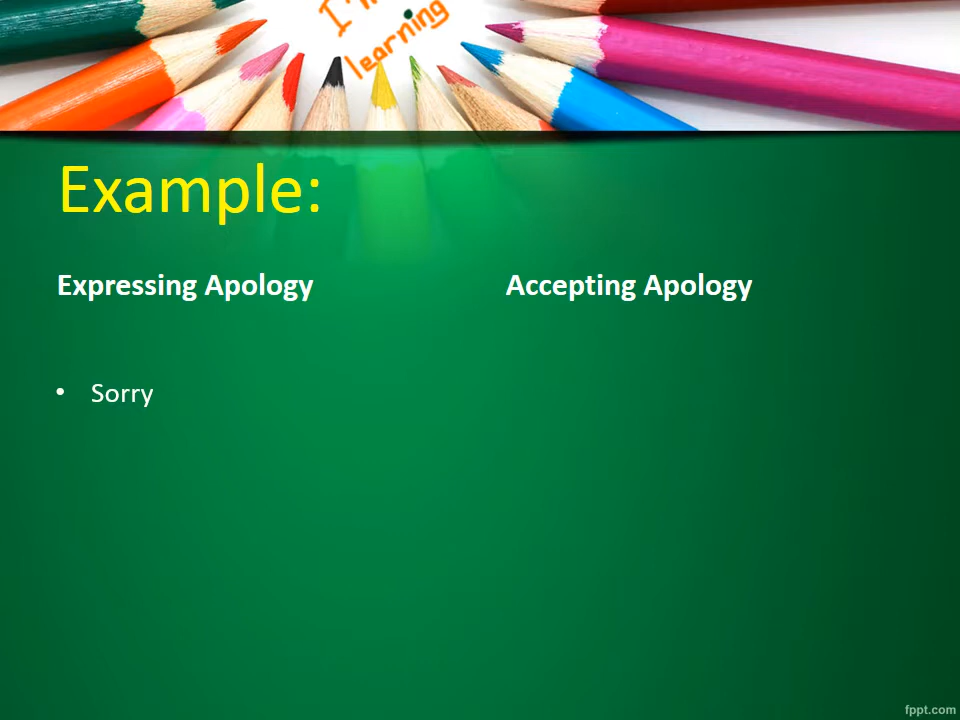 I'm
learning
Example:
Expressing Apology
Accepting Apology
• Sorry
fppt.com